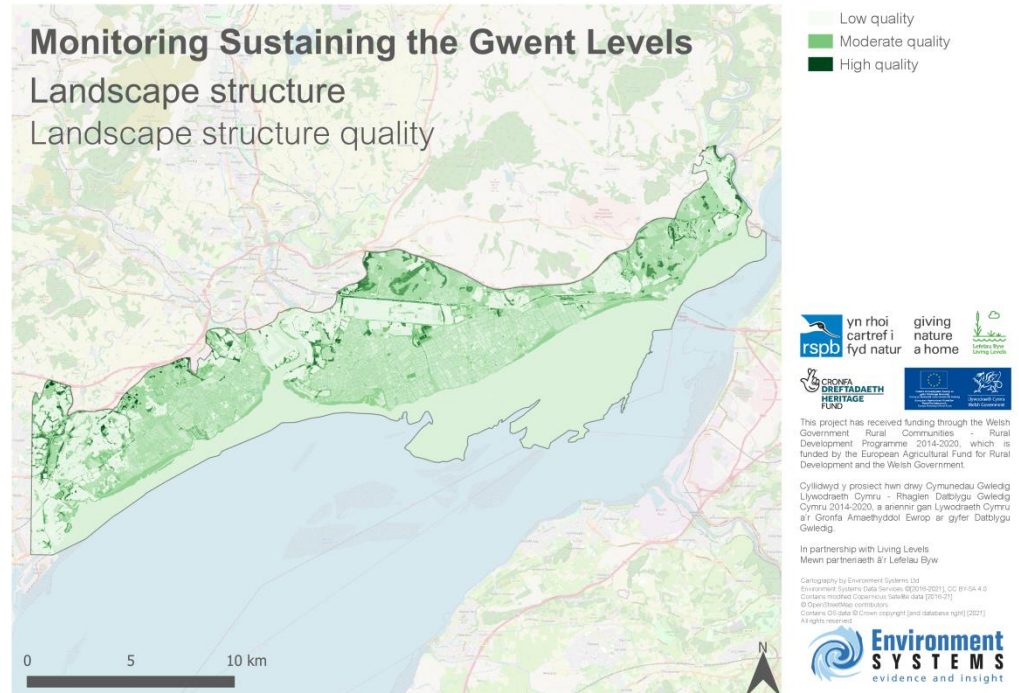 Monitoring Sustaining the Gwent Levels
Landscape structure
Landscape structure quality
Low quality
Moderate quality
High quality
rspb
yn rhoi
cartref i
fyd natur
giving
nature
a home
Lefelau Byw
Living Levels
CRONFA
DREFTADAETH
HERITAGE
FUND
Llywodraeth Cymru
Welsh Government
This project has received funding through the Welsh
Government Rural Communities - Rural
Development Programme 2014-2020, which is
funded by the European Agricultural Fund for Rural
Development and the Welsh Government.
Cyllidwyd y prosiect hwn drwy Cymunedau Gwledig
Llywodraeth Cymru - Rhaglen Datblygu Gwledig
Cymru 2014-2020, a ariennir gan Lywodraeth Cymru
a'r Gronfa Amaethyddol Ewrop ar gyfer Datblygu
Gwledig.
In partnership with Living Levels
Mewn partneriaeth â'r Lefelau Byw
Cartography by Environment Systems Ltd
Environment Systems Data Services ©[2016-2021], CC BY-SA 4.0
Contains modified Copernicus Satellite data [2016-21]
© OpenStreetMap contributors
Contains OS data © Crown copyright [and database right] [2021]
All rights reserved
Environment
SYSTEMS
evidence and insight
0 5 10 km
N